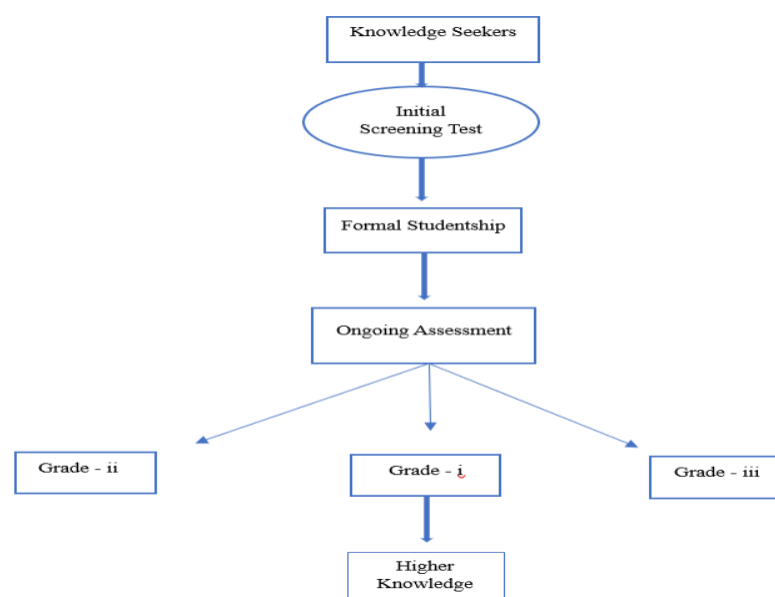 Knowledge Seekers
Initial
Screening Test
Formal Studentship
Ongoing Assessment
Grade - ii
Grade - i
Grade - iii
Higher
Knowledge